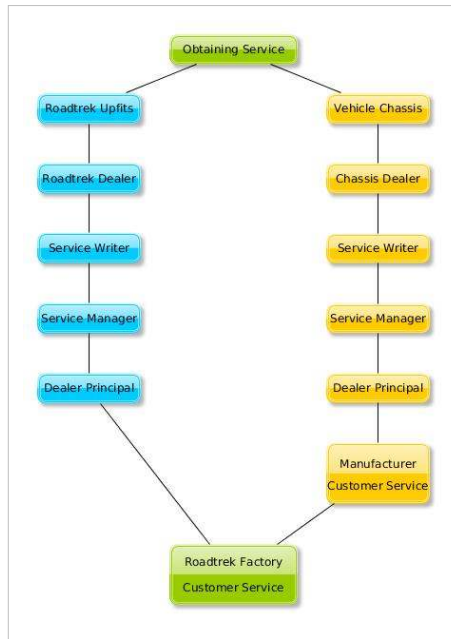 Obtaining Service
Roadtrek Upfits
Vehicle Chassis
Roadtrek Dealer
Chassis Dealer
Service Writer
Service Writer
Service Manager
Service Manager
Dealer Principal
Dealer Principal
Manufacturer
Customer Service
Roadtrek Factory
Customer Service